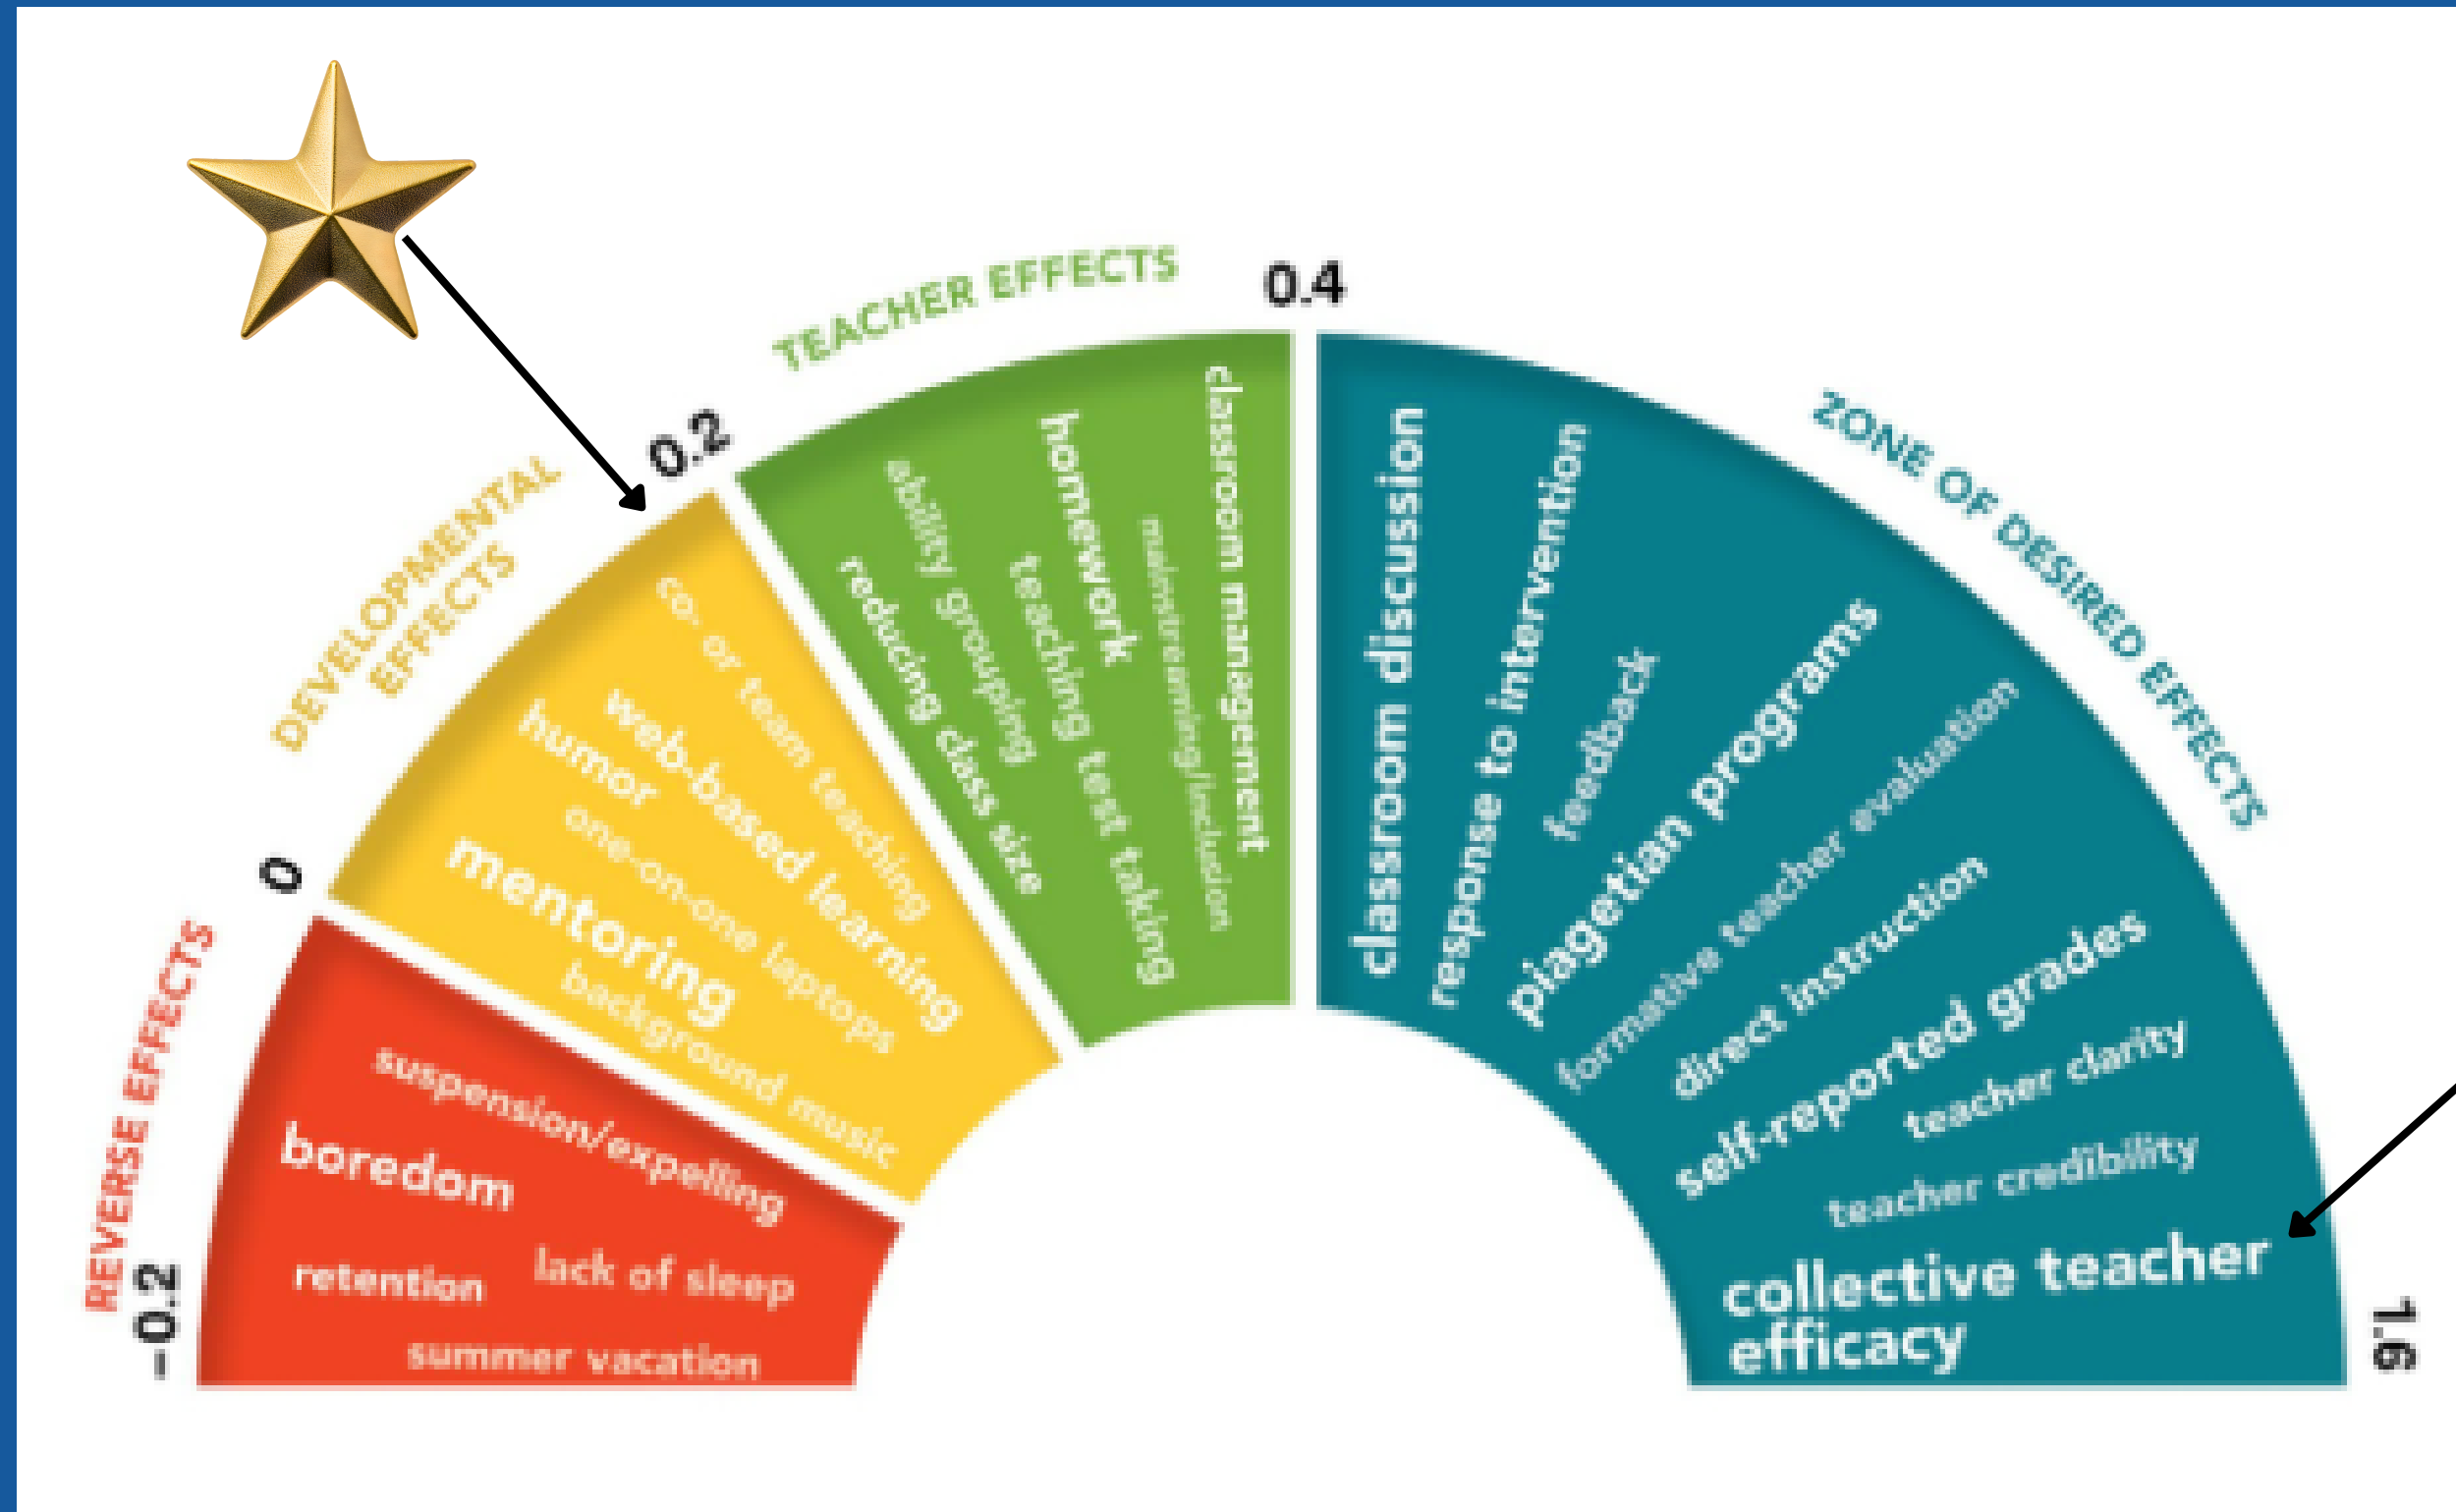 REVERSE EFFECTS
-0.2
suspension/expelling
boredom
retention
lack of sleep
summer vacation
0
DEVELOPMENTAL
EFFECTS
co- or team teaching
web-based learning
humor
one-on-one laptops
mentoring
background music
0.2
TEACHER EFFECTS
reducing class size
ability grouping
teaching test taking
homework
mainstreaming/inclusion
classroom management
0.4
ZONE OF DESIRED EFFECTS
classroom discussion
response to intervention
feedback
piagetian programs
formative teacher evaluation
direct instruction
self-reported grades
teacher clarity
teacher credibility
collective teacher
efficacy
1.6